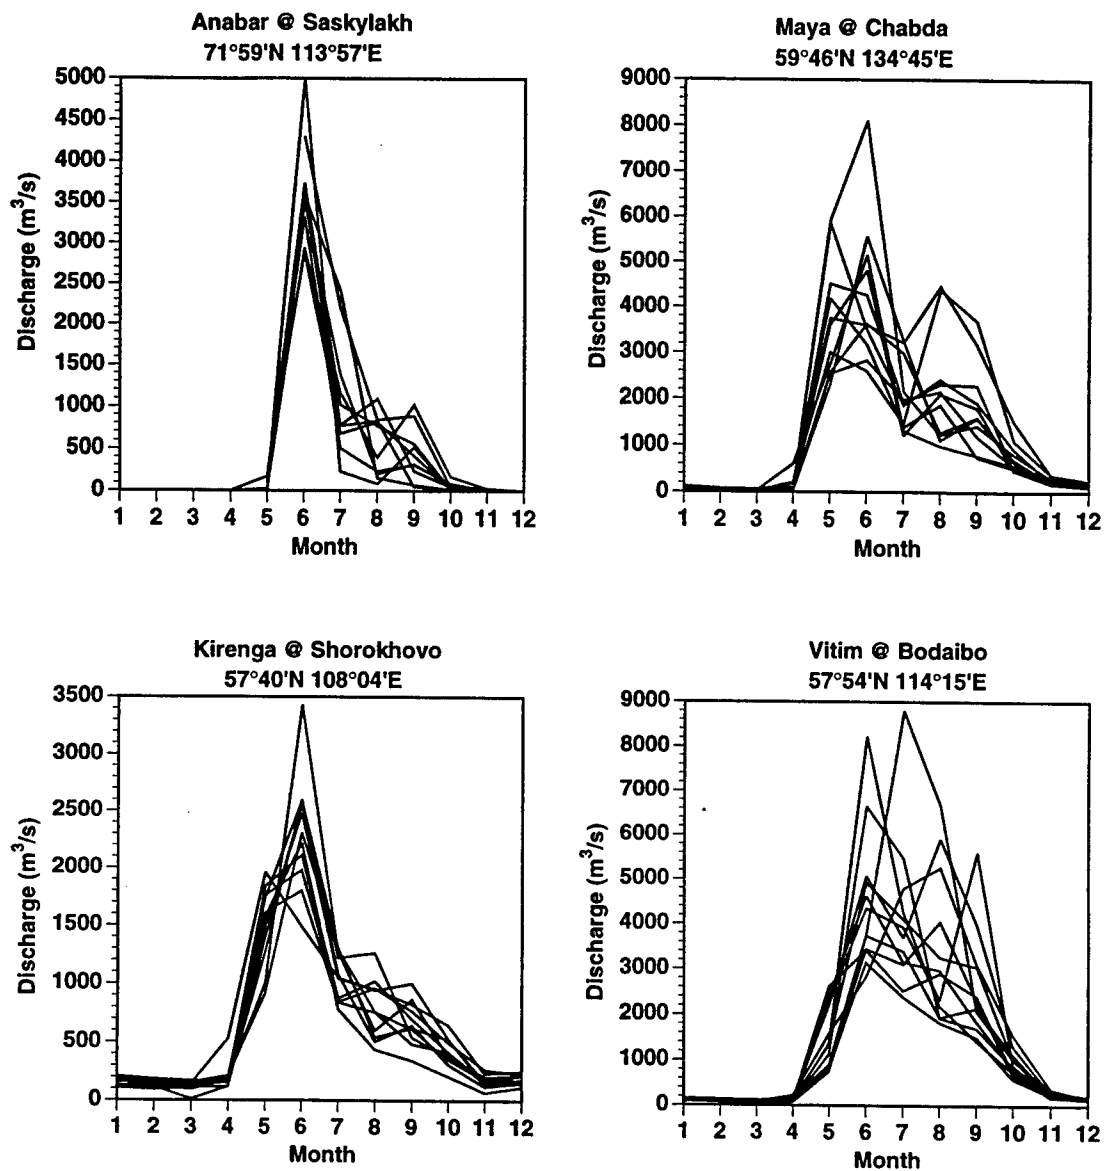 Anabar @ Saskylakh
71°59'N 113°57'E
5000
4500
4000
3500
3000
2500
2000
1500
1000
500
0
Discharge (m³/s)
1 2 3 4 5 6 7 8 9 10 11 12
Month
Maya @ Chabda
59°46'N 134°45'E
9000
8000
7000
6000
5000
4000
3000
2000
1000
0
Discharge (m³/s)
1 2 3 4 5 6 7 8 9 10 11 12
Month
Kirenga @ Shorokhovo
57°40'N 108°04'E
3500
3000
2500
2000
1500
1000
500
0
Discharge (m³/s)
1 2 3 4 5 6 7 8 9 10 11 12
Month
Vitim @ Bodaibo
57°54'N 114°15'E
9000
8000
7000
6000
5000
4000
3000
2000
1000
0
Discharge (m³/s)
1 2 3 4 5 6 7 8 9 10 11 12
Month